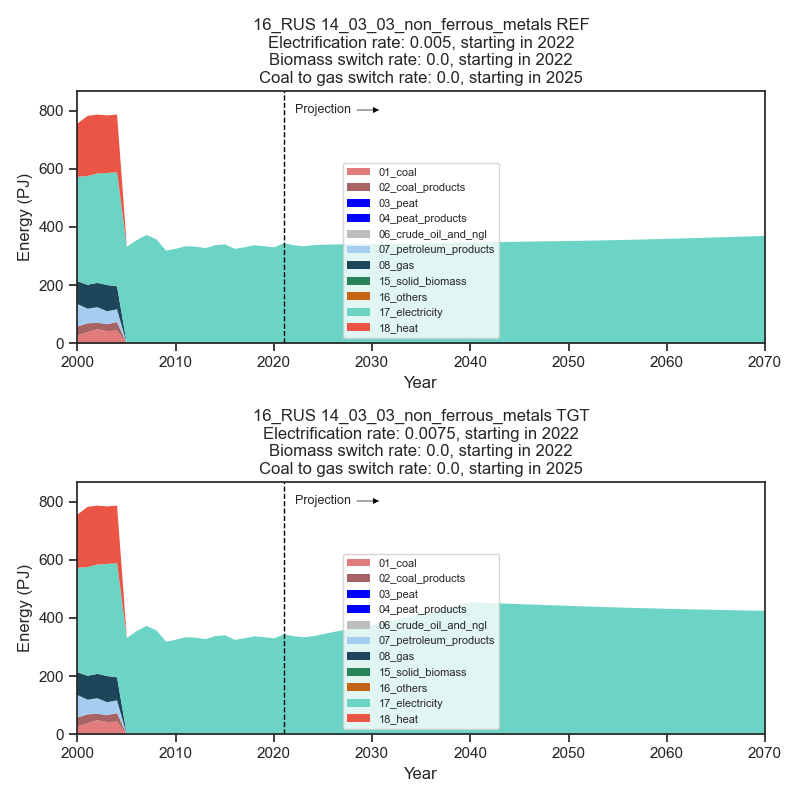 16_RUS 14_03_03_non_ferrous_metals REF
Electrification rate: 0.005, starting in 2022
Biomass switch rate: 0.0, starting in 2022
Coal to gas switch rate: 0.0, starting in 2025
Projection
800
600
400
200
0
Energy (PJ)
01_coal
02_coal_products
03_peat
04_peat_products
06_crude_oil_and_ngl
07_petroleum_products
08_gas
15_solid_biomass
16_others
17_electricity
18_heat
2000 2010 2020 2030 2040 2050 2060 2070
Year
16_RUS 14_03_03_non_ferrous_metals TGT
Electrification rate: 0.0075, starting in 2022
Biomass switch rate: 0.0, starting in 2022
Coal to gas switch rate: 0.0, starting in 2025
Projection
800
600
400
200
0
Energy (PJ)
01_coal
02_coal_products
03_peat
04_peat_products
06_crude_oil_and_ngl
07_petroleum_products
08_gas
15_solid_biomass
16_others
17_electricity
18_heat
2000 2010 2020 2030 2040 2050 2060 2070
Year